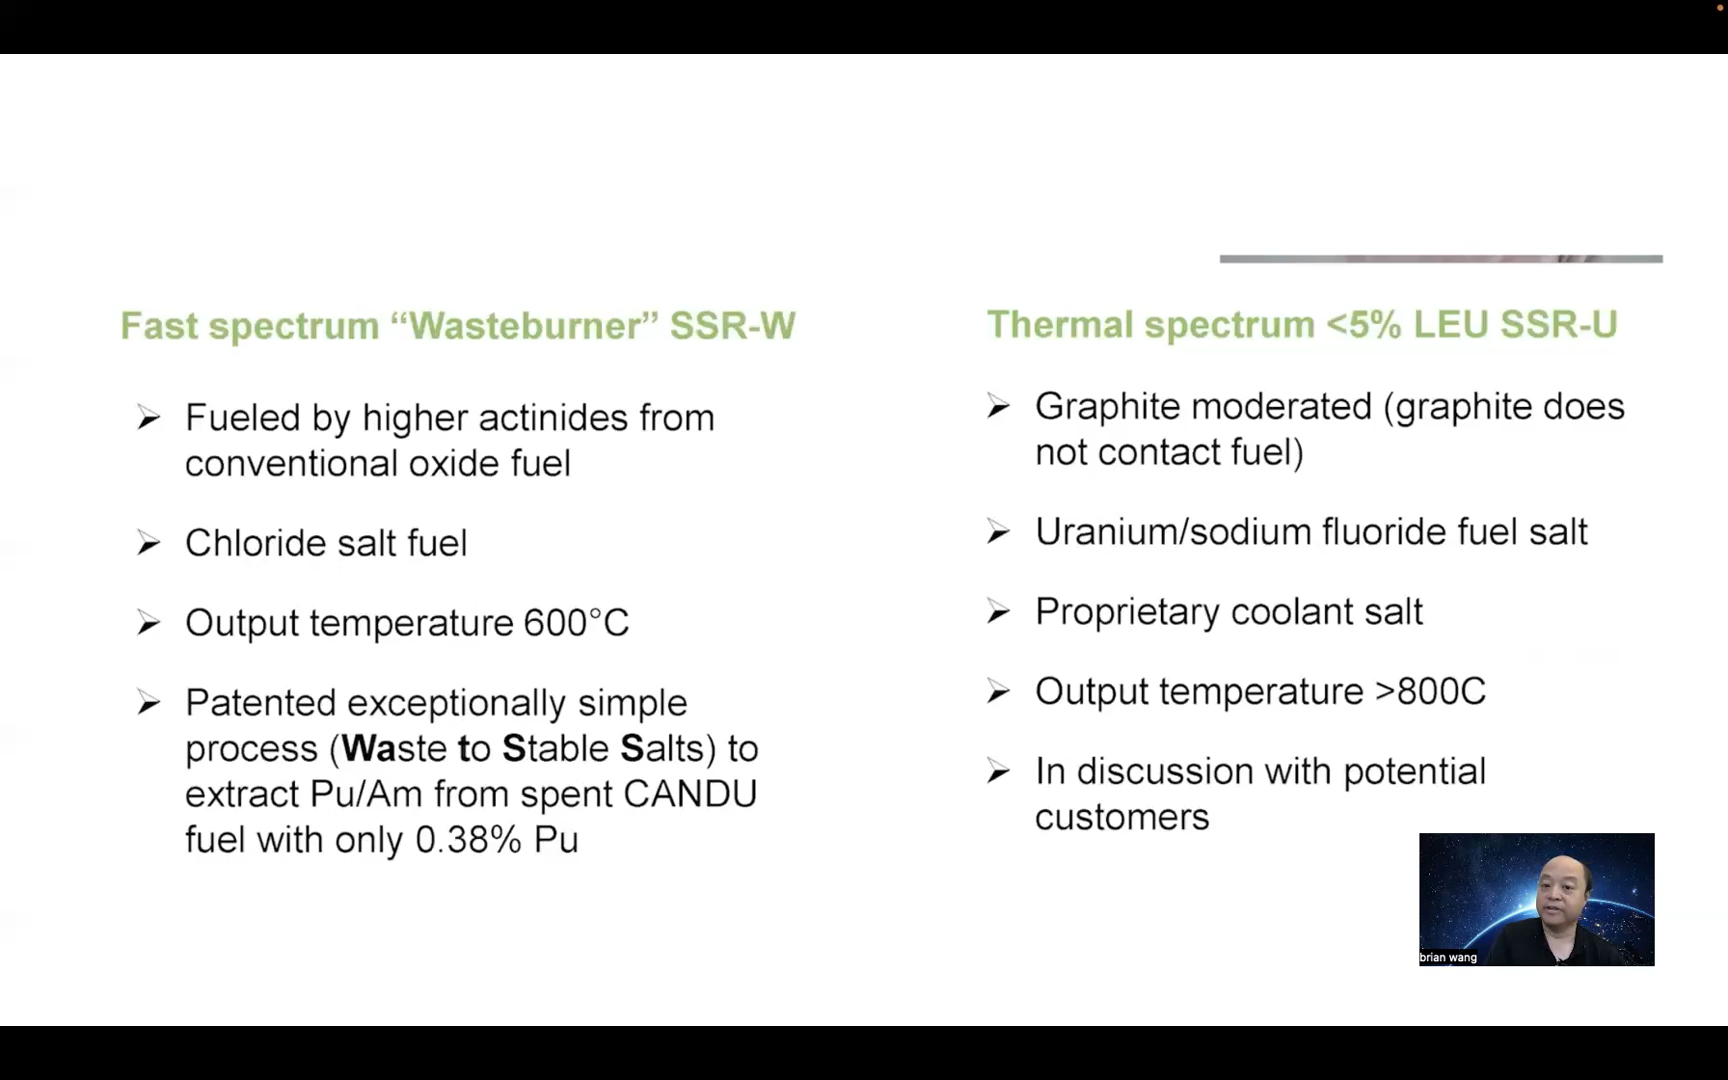 Fast spectrum “Wasteburner” SSR-W
Fueled by higher actinides from
conventional oxide fuel
Chloride salt fuel
Output temperature 600°C
Patented exceptionally simple
process (Waste to Stable Salts) to
extract Pu/Am from spent CANDU
fuel with only 0.38% Pu
Thermal spectrum <5% LEU SSR-U
Graphite moderated (graphite does
not contact fuel)
Uranium/sodium fluoride fuel salt
Proprietary coolant salt
Output temperature >800C
In discussion with potential
customers
brian wang